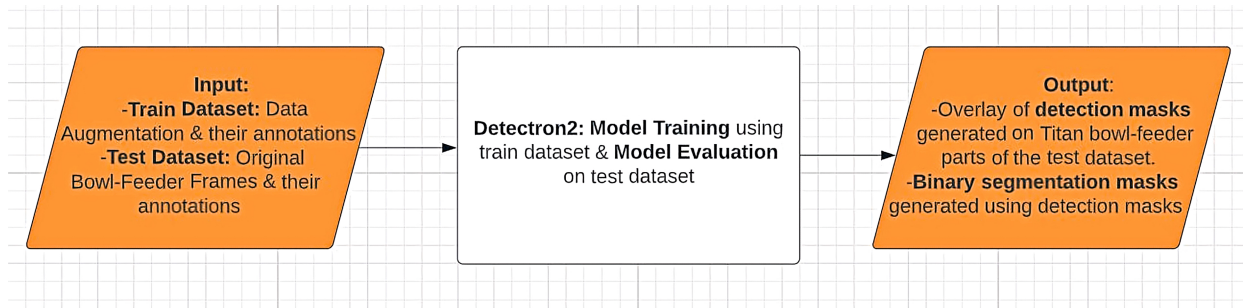 Input:
-Train Dataset: Data
Augmentation & their annotations
-Test Dataset: Original
Bowl-Feeder Frames & their
annotations
Detectron2: Model Training using
train dataset & Model Evaluation
on test dataset
Output:
-Overlay of detection masks
generated on Titan bowl-feeder
parts of the test dataset.
-Binary segmentation masks
generated using detection masks